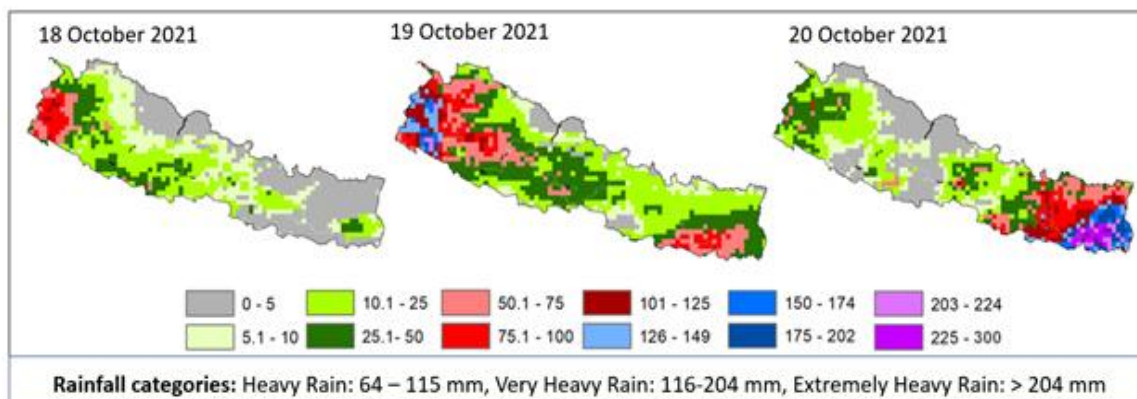 18 October 2021
19 October 2021
20 October 2021
0 - 5
10.1 - 25
50.1 - 75
101 - 125
150 - 174
203 - 224
5.1 - 10
25.1- 50
75.1 - 100
126 - 149
175 - 202
225 - 300
Rainfall categories: Heavy Rain: 64 – 115 mm, Very Heavy Rain: 116-204 mm, Extremely Heavy Rain: > 204 mm